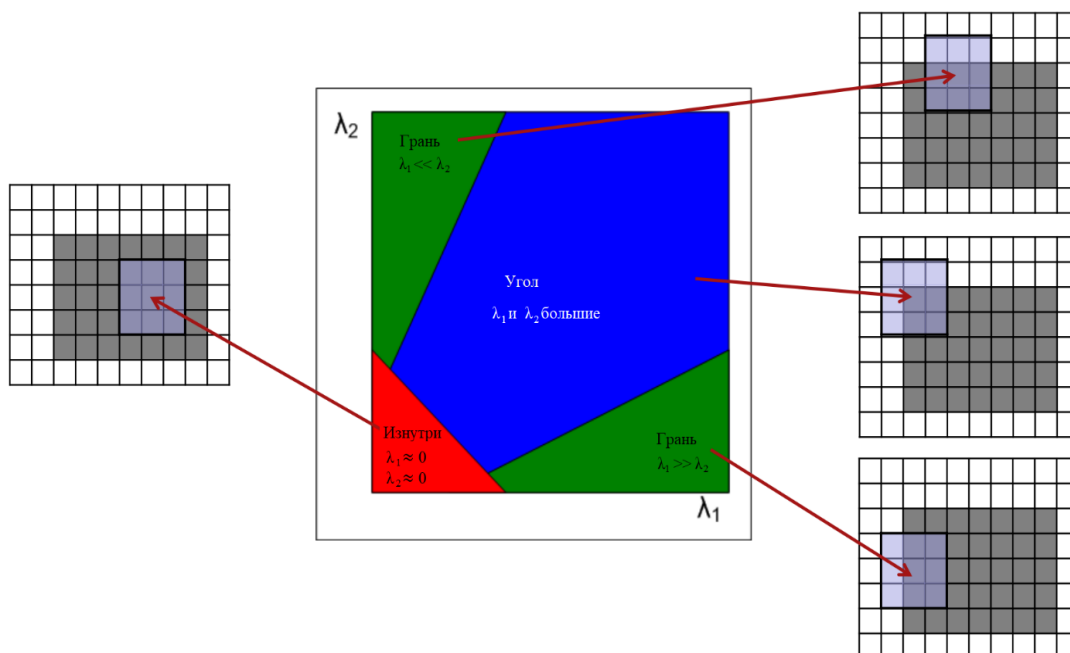 λ₂
Грань
λ₁ << λ₂
Угол
λ₁ и λ₂ большие
Изнутри
λ₁ ≈ 0
λ₂ ≈ 0
Грань
λ₁ >> λ₂
λ₁